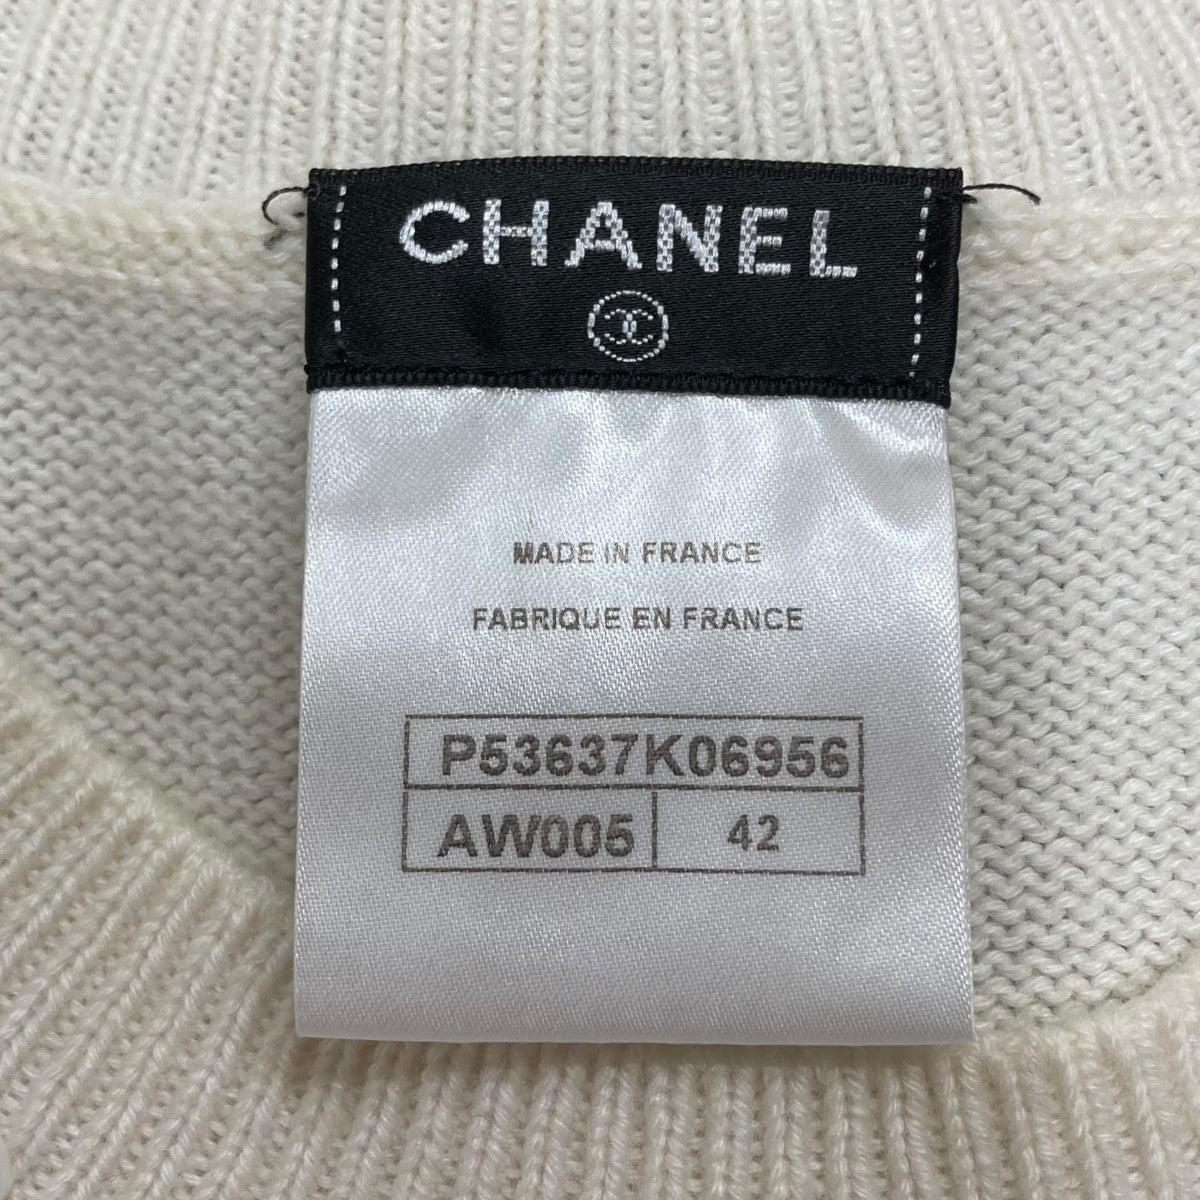 CHANEL
MADE IN FRANCE
FABRIQUE EN FRANCE
P53637K06956
AW005 42